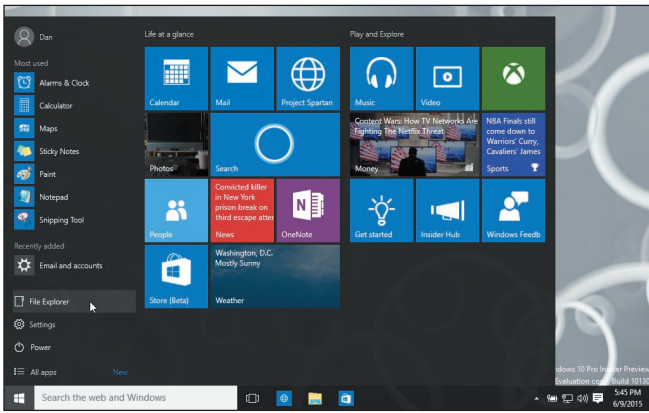 Dan
Most used
Alarms & Clock
Calculator
Maps
Sticky Notes
Paint
Notepad
Snipping Tool
Recently added
Email and accounts
File Explorer
Settings
Power
All apps
New
Life at a glance
Calendar
Mail
Project Spartan
Photos
Search
People
Convicted killer
in New York
prison break on
third escape atter
News
N
OneNote
Store (Beta)
Washington, D.C.
Mostly Sunny
Weather
Play and Explore
Music
Video
Content Wars: How TV Networks Are
Fighting The Netflix Threat
Money
NBA Finals still
come down to
Warriors' Curry,
Cavaliers' James
Sports
Get started
Insider Hub
Windows Feedb
ndows 10 Pro Insider Preview
Evaluation copy. Build 10130
Search the web and Windows
5:45 PM
6/9/2015